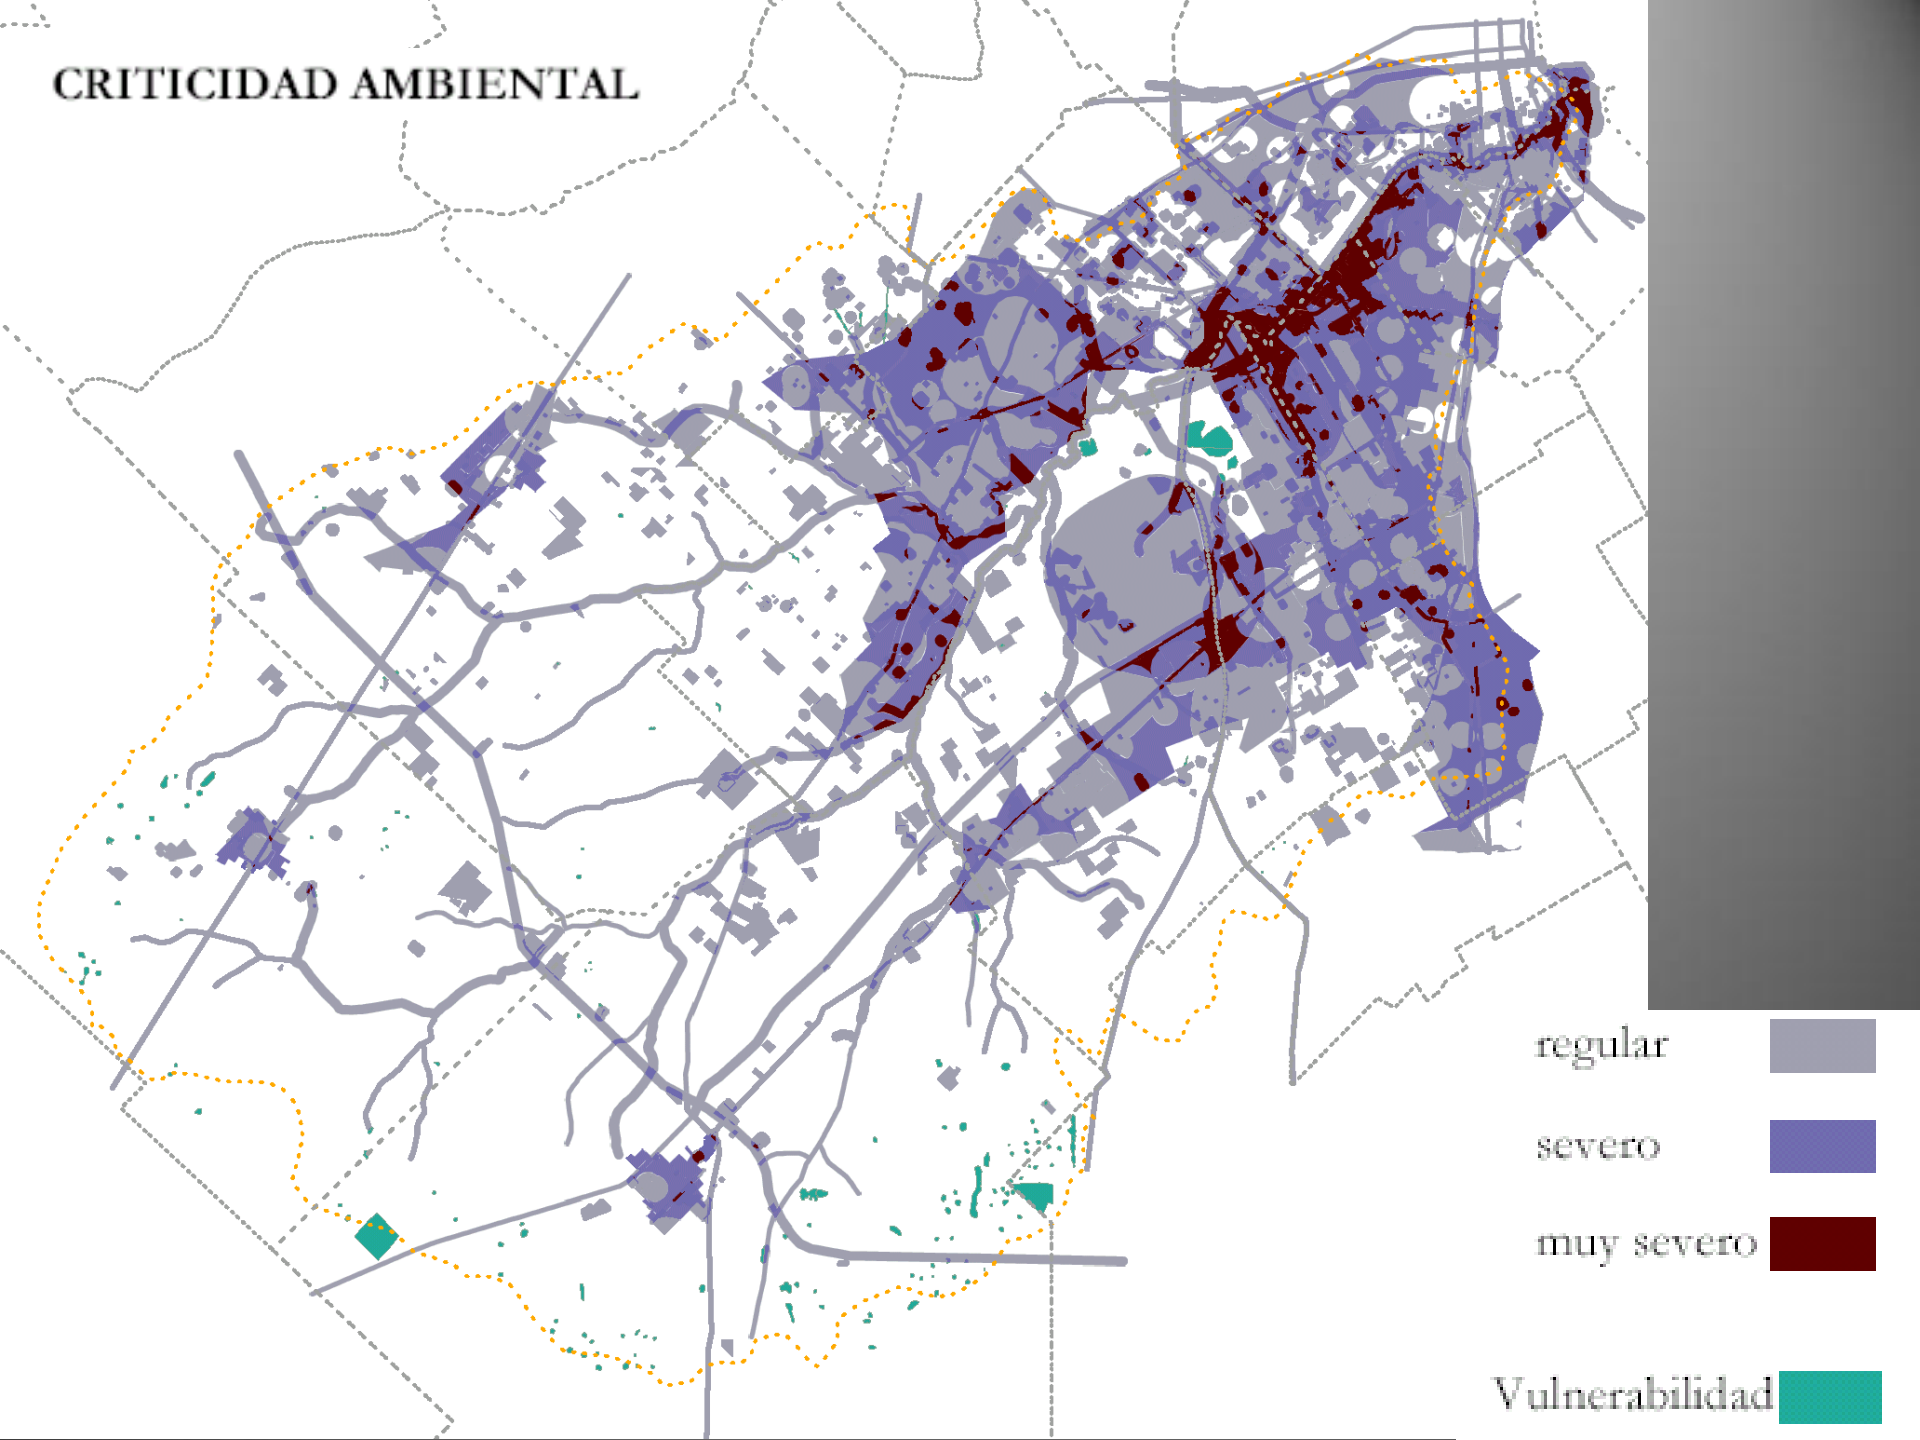 CRITICIDAD AMBIENTAL
regular
severo
muy severo
Vulnerabilidad